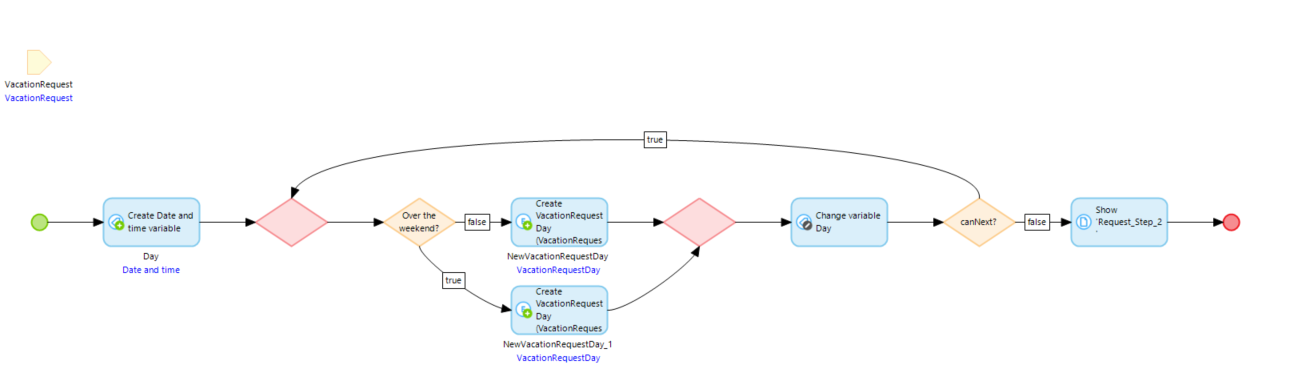 VacationRequest
VacationRequest
true
Create Date and
time variable
Day
Date and time
Over the
weekend?
false
true
Create
VacationRequest
Day
(VacationReques
NewVacationRequestDay
VacationRequestDay
Create
VacationRequest
Day
(VacationReques
NewVacationRequestDay_1
VacationRequestDay
Change variable
Day
canNext?
false
Show
'Request_Step_2
'